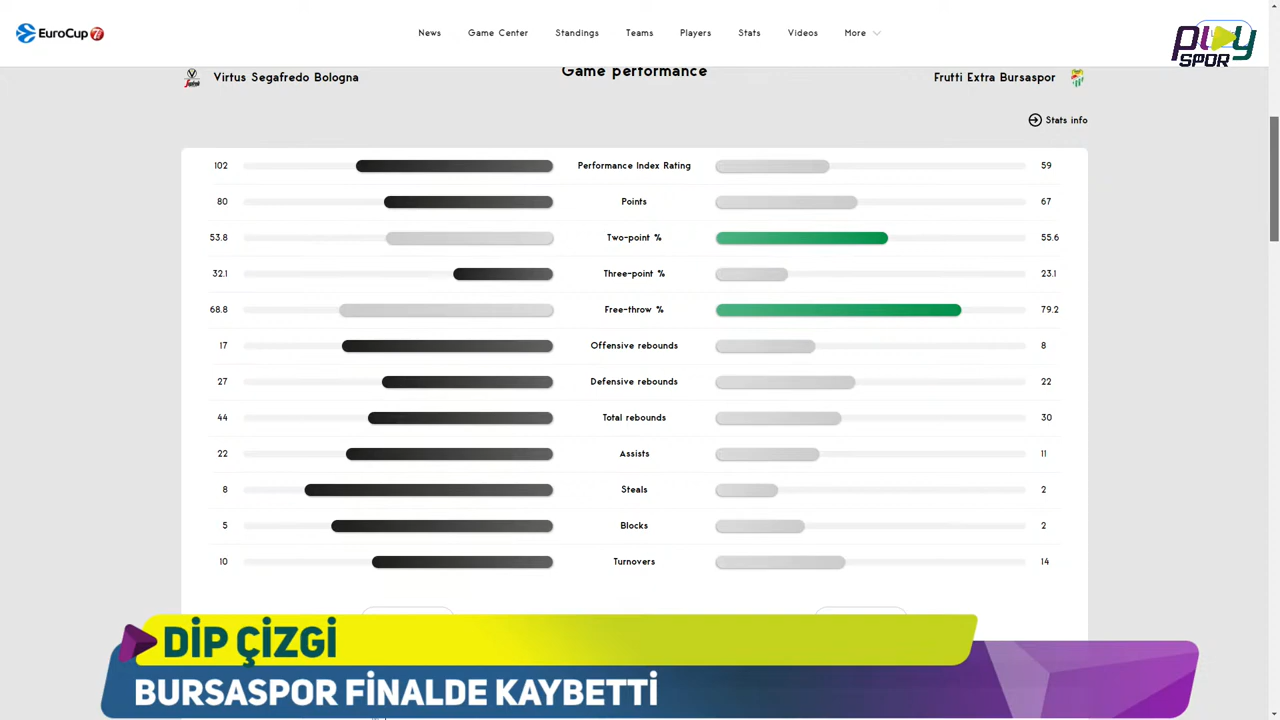 EuroCup 7
News
Game Center
Standings
Teams
Players
Stats
Videos
More
play
SPOR
Virtus Segafredo Bologna
Game performance
Frutti Extra Bursaspor
Stats info
102 Performance Index Rating 59
80 Points 67
53.8 Two-point % 55.6
32.1 Three-point % 23.1
68.8 Free-throw % 79.2
17 Offensive rebounds 8
27 Defensive rebounds 22
44 Total rebounds 30
22 Assists 11
8 Steals 2
5 Blocks 2
10 Turnovers 14
DİP ÇİZGİ
BURSASPOR FİNALDE KAYBETTİ